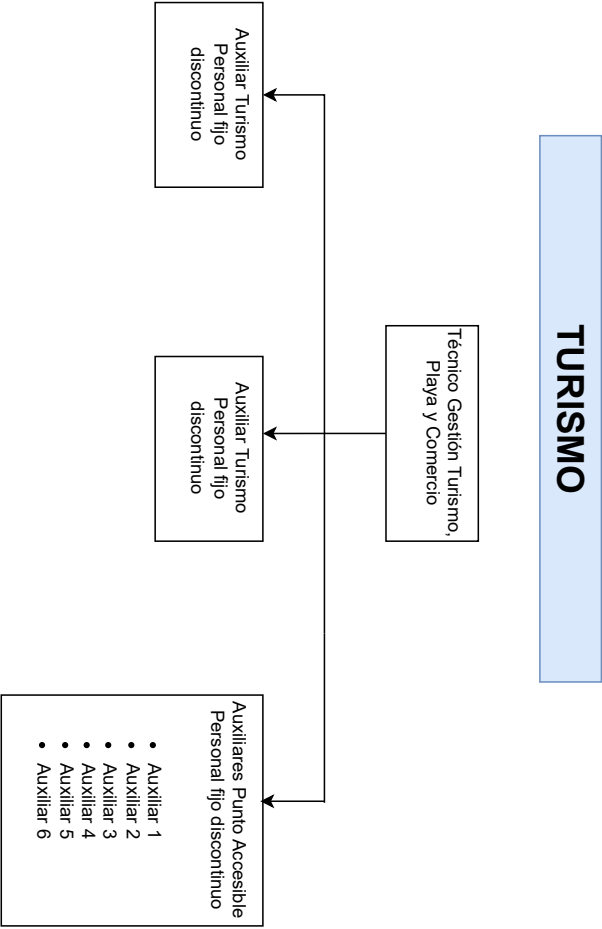 TURISMO
Técnico Gestión Turismo,
Playa y Comercio
Auxiliar Turismo
Personal fijo
discontinuo
Auxiliar Turismo
Personal fijo
discontinuo
Auxiliares Punto Accesible
Personal fijo discontinuo
• Auxiliar 1
• Auxiliar 2
• Auxiliar 3
• Auxiliar 4
• Auxiliar 5
• Auxiliar 6